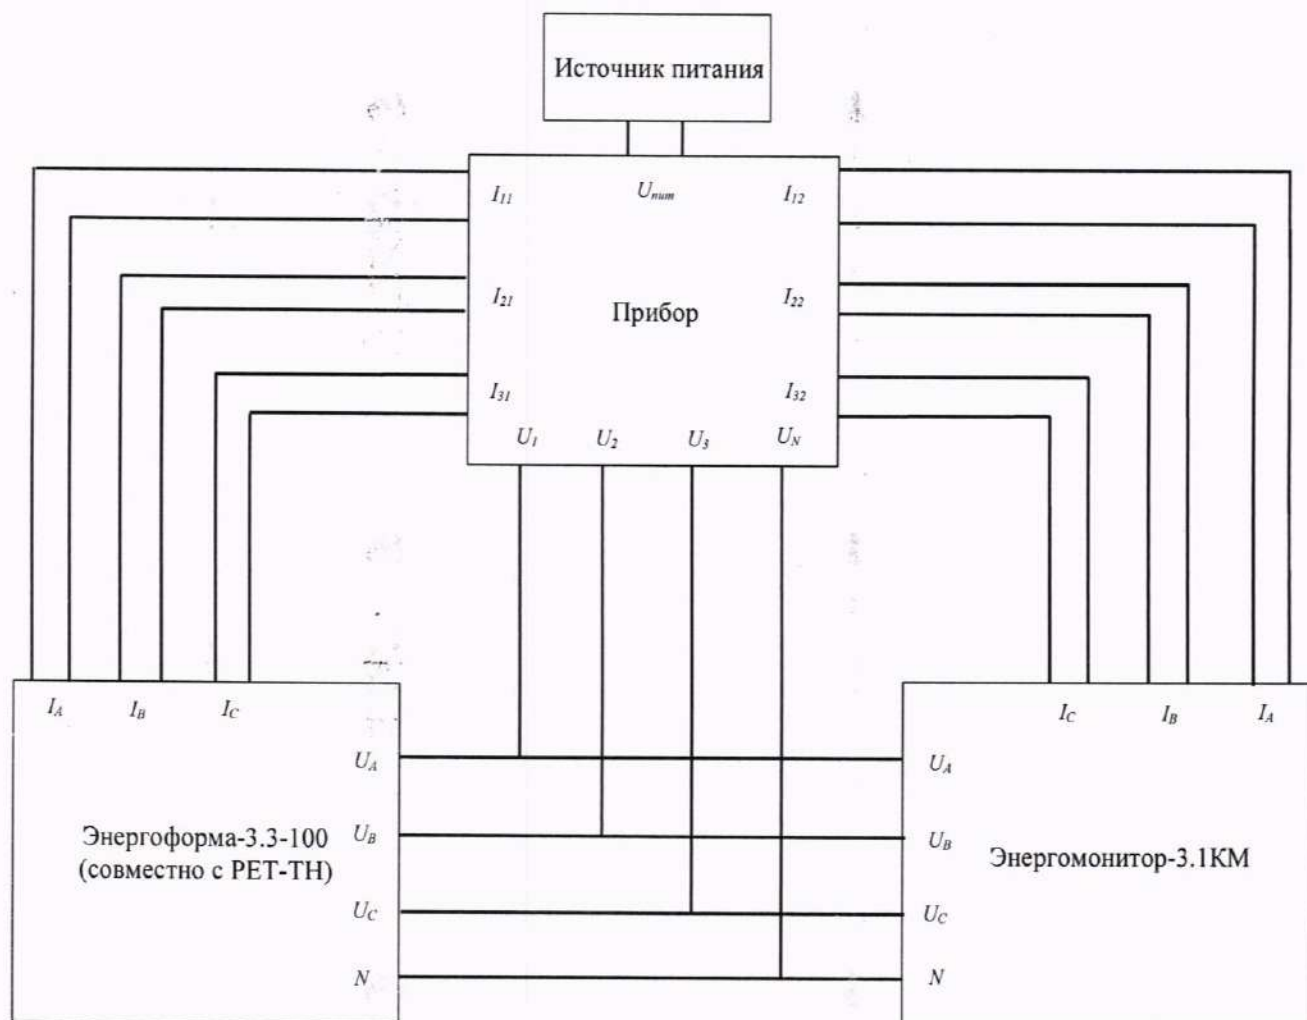 Источник питания
I11 Uпит I12
I21 Прибор I22
I31 I32
U1 U2 U3 UN
IA IB IC
IC IB IA
UA
UB
UC
N
Энергоформа-3.3-100
(совместно с РЕТ-ТН)
UA
UB
UC
N
Энергомонитор-3.1КМ